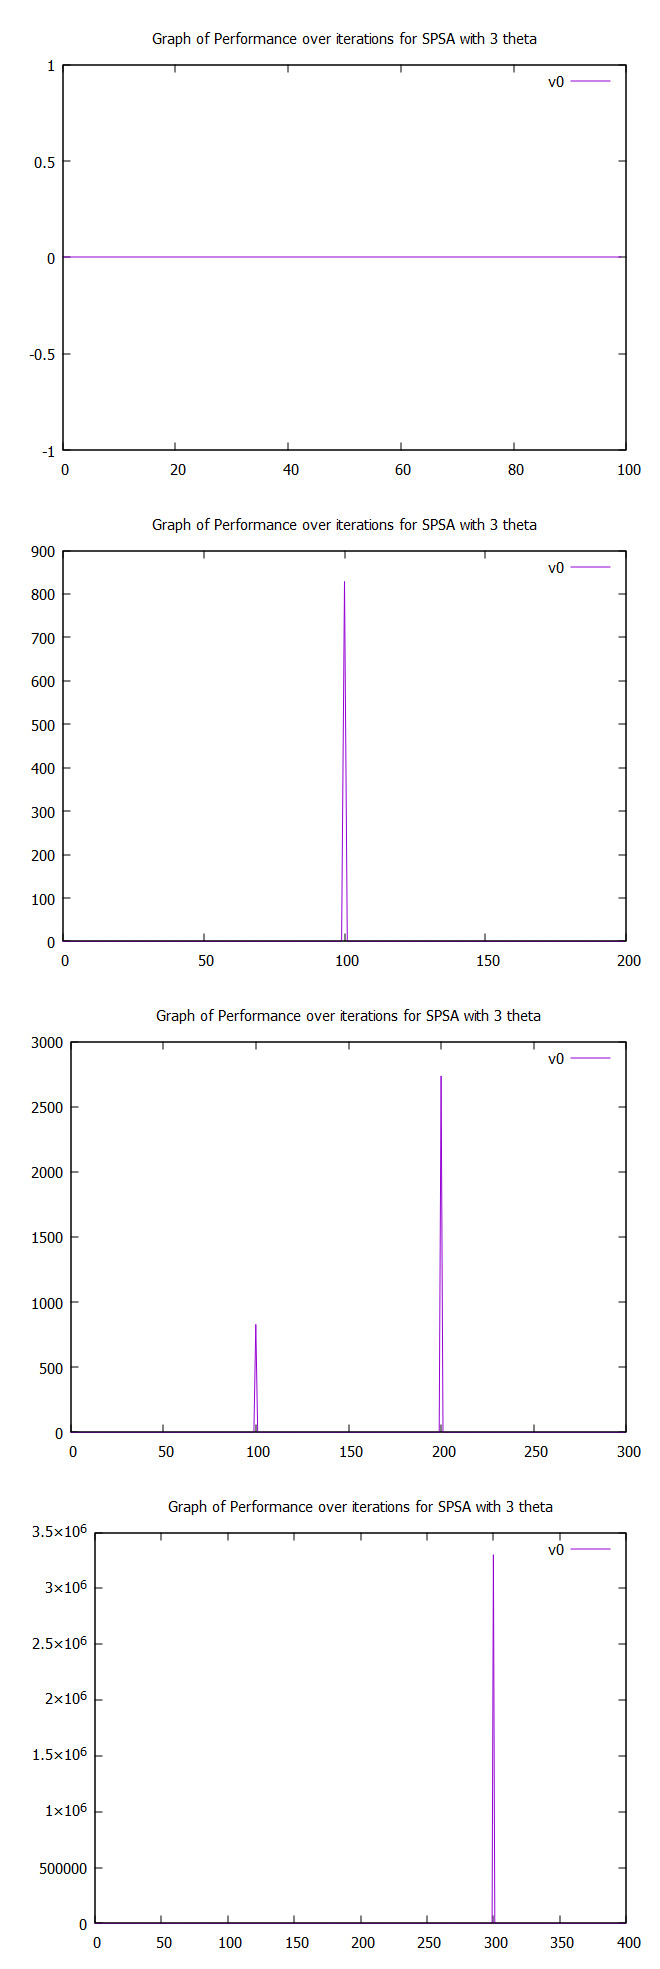 Graph of Performance over iterations for SPSA with 3 theta
v0
1
0.5
0
-0.5
-1
0 20 40 60 80 100
Graph of Performance over iterations for SPSA with 3 theta
v0
900
800
700
600
500
400
300
200
100
0
0 50 100 150 200
Graph of Performance over iterations for SPSA with 3 theta
v0
3000
2500
2000
1500
1000
500
0
0 50 100 150 200 250 300
Graph of Performance over iterations for SPSA with 3 theta
v0
3.5×10⁶
3×10⁶
2.5×10⁶
2×10⁶
1.5×10⁶
1×10⁶
500000
0
0 50 100 150 200 250 300 350 400